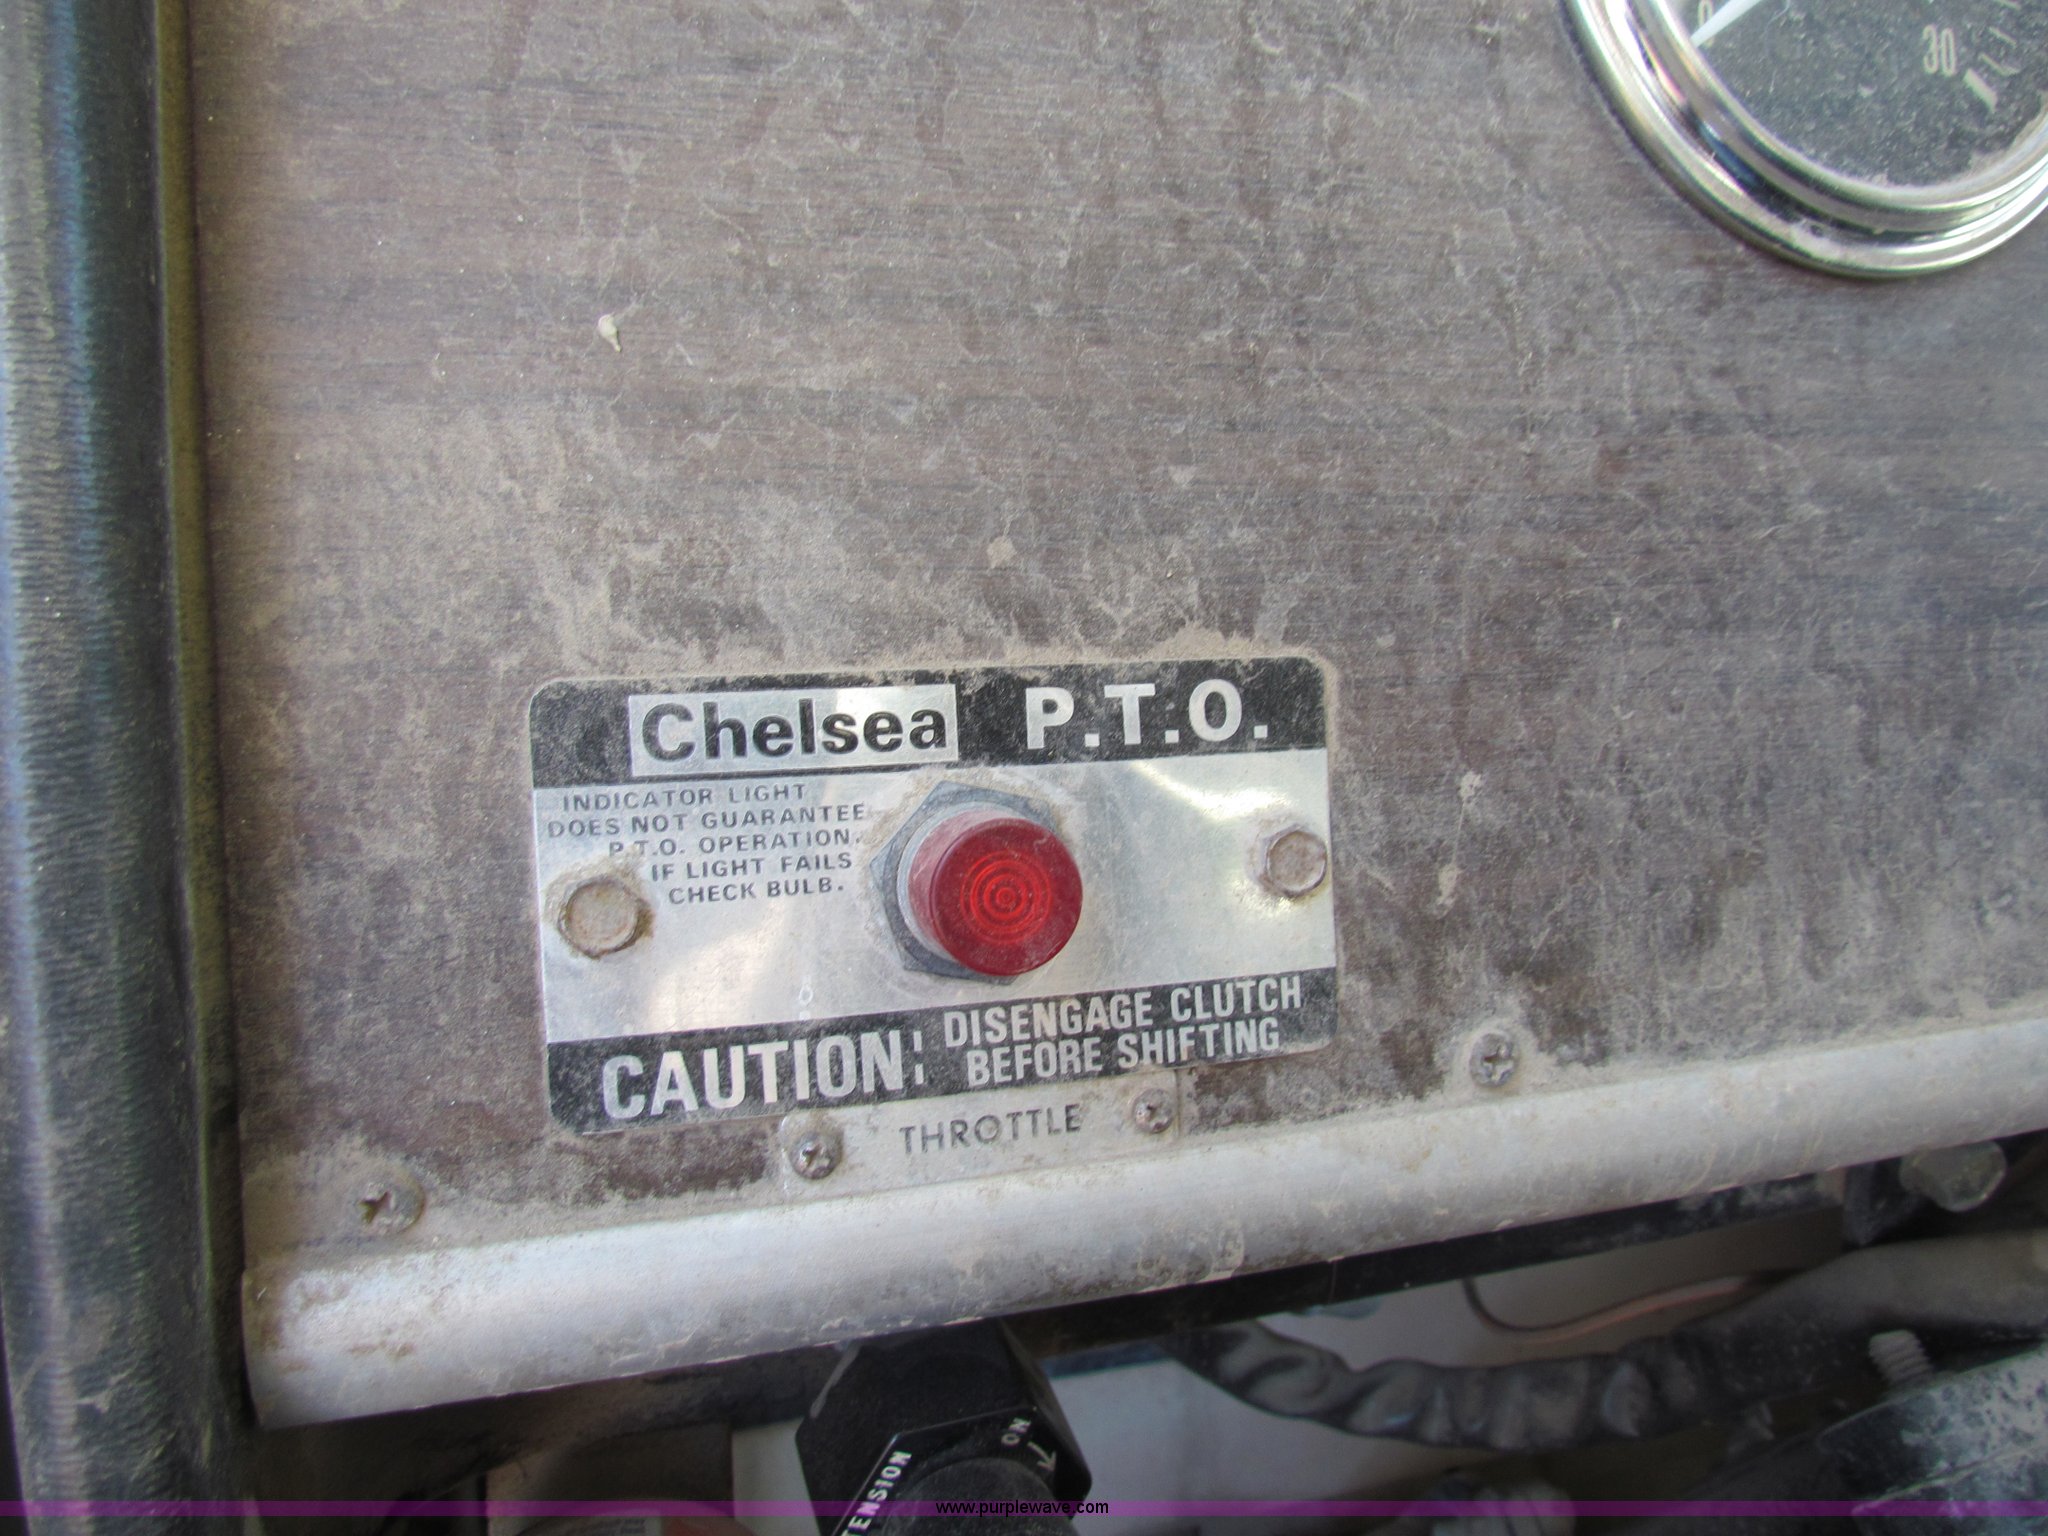 30
Chelsea P.T.O.
INDICATOR LIGHT
DOES NOT GUARANTEE
P.T.O. OPERATION.
IF LIGHT FAILS
CHECK BULB.
CAUTION: DISENGAGE CLUTCH
BEFORE SHIFTING
THROTTLE
ON
TENSION
www.purplewave.com